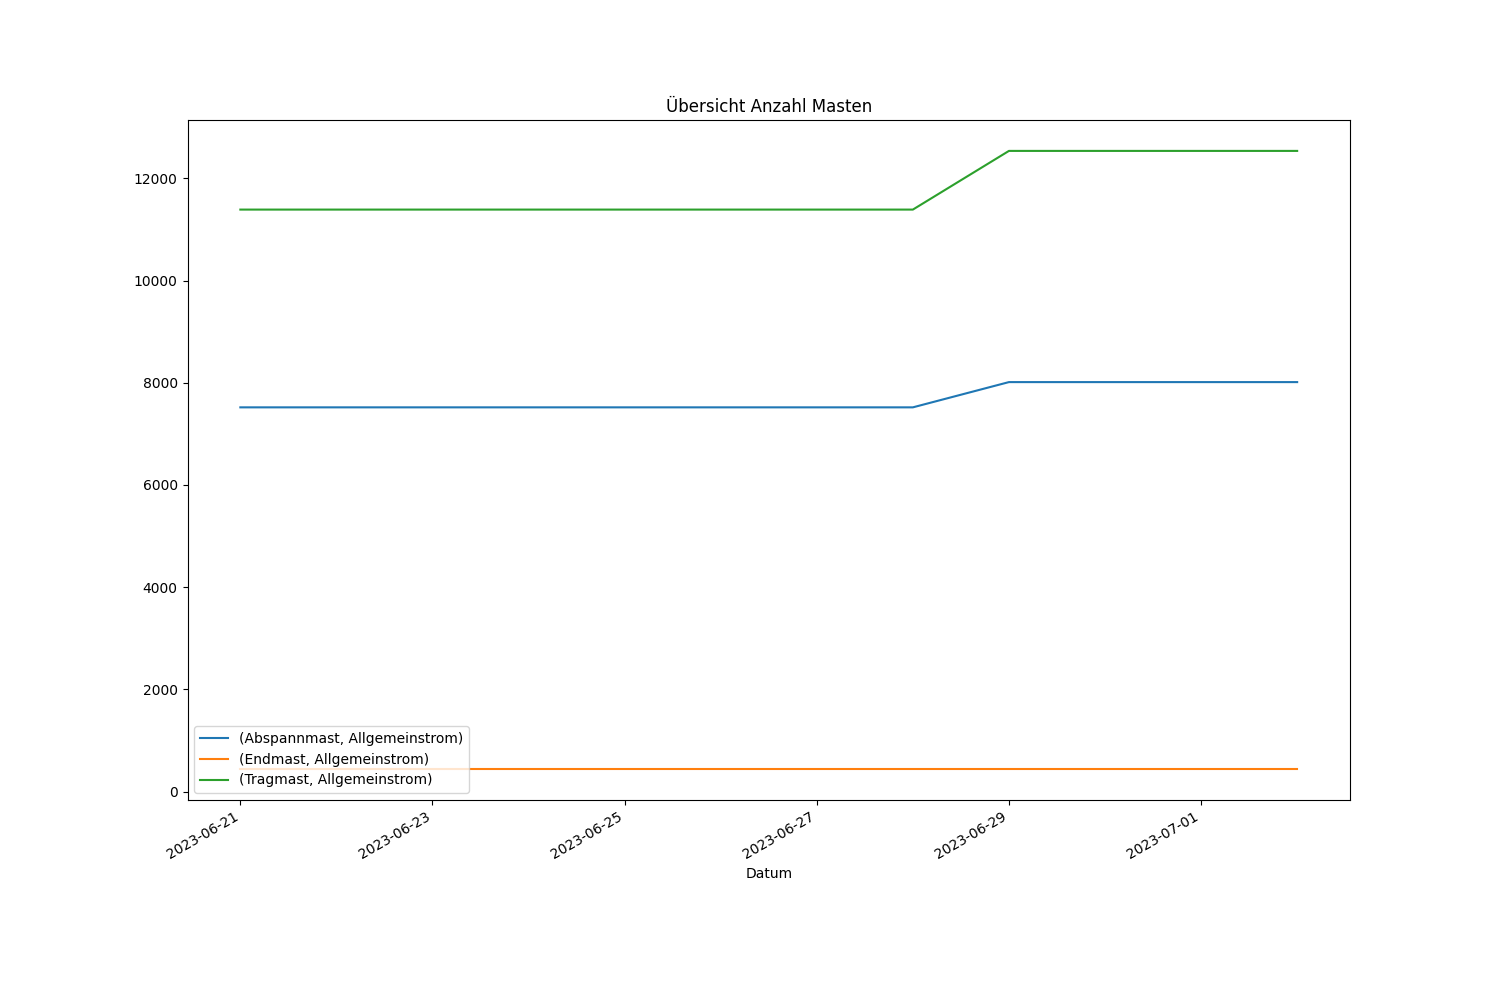 Übersicht Anzahl Masten
12000
10000
8000
6000
4000
2000
0
(Abspannmast, Allgemeinstrom)
(Endmast, Allgemeinstrom)
(Tragmast, Allgemeinstrom)
2023-06-21
2023-06-23
2023-06-25
2023-06-27
2023-06-29
2023-07-01
Datum